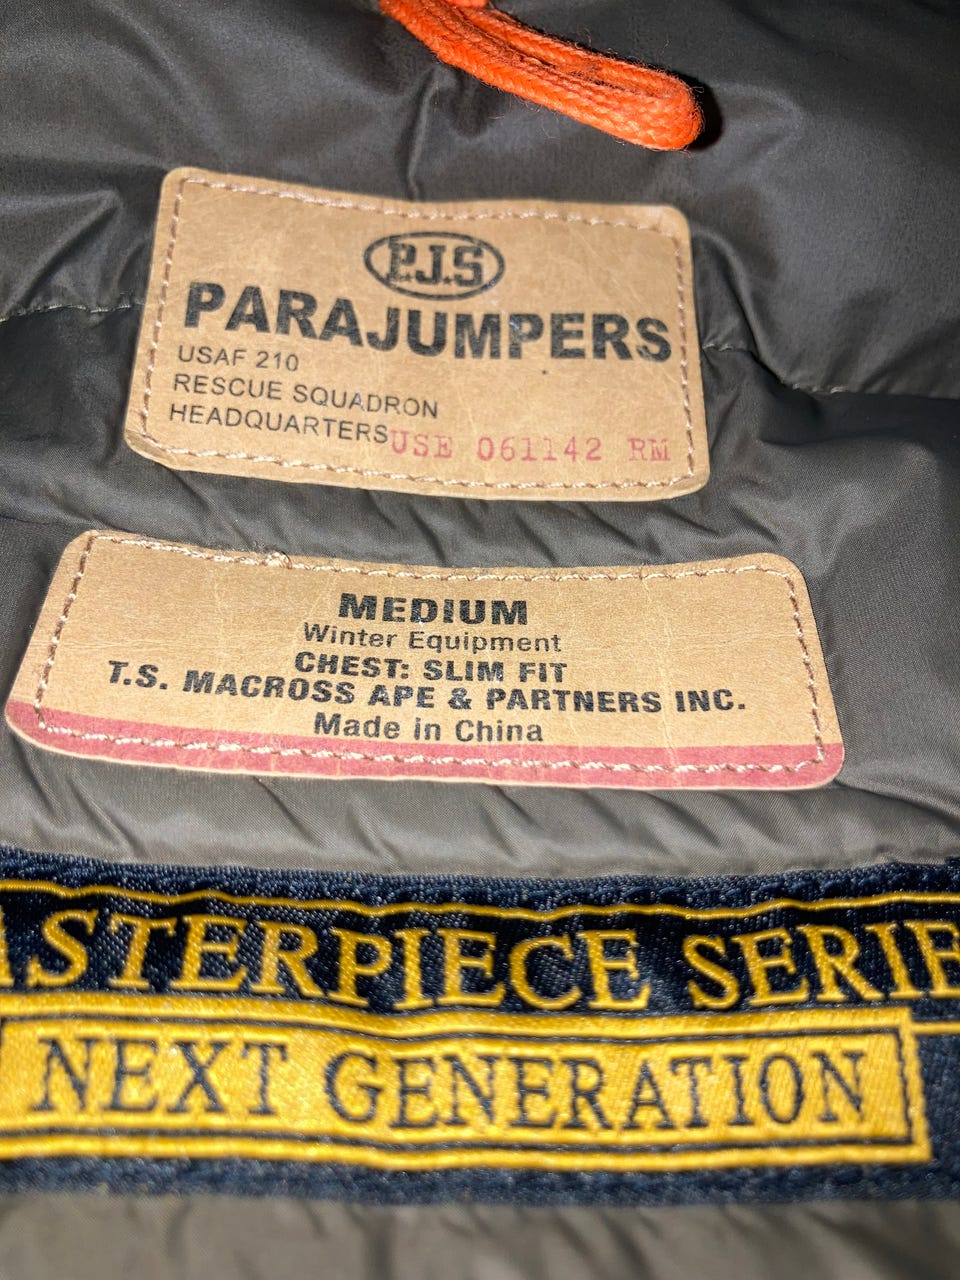 P.J.S
PARAJUMPERS
USAF 210
RESCUE SQUADRON
HEADQUARTERS USE 061142 RM
MEDIUM
Winter Equipment
CHEST: SLIM FIT
T.S. MACROSS APE & PARTNERS INC.
Made in China
ASTERPIECE SERIE
NEXT GENERATION